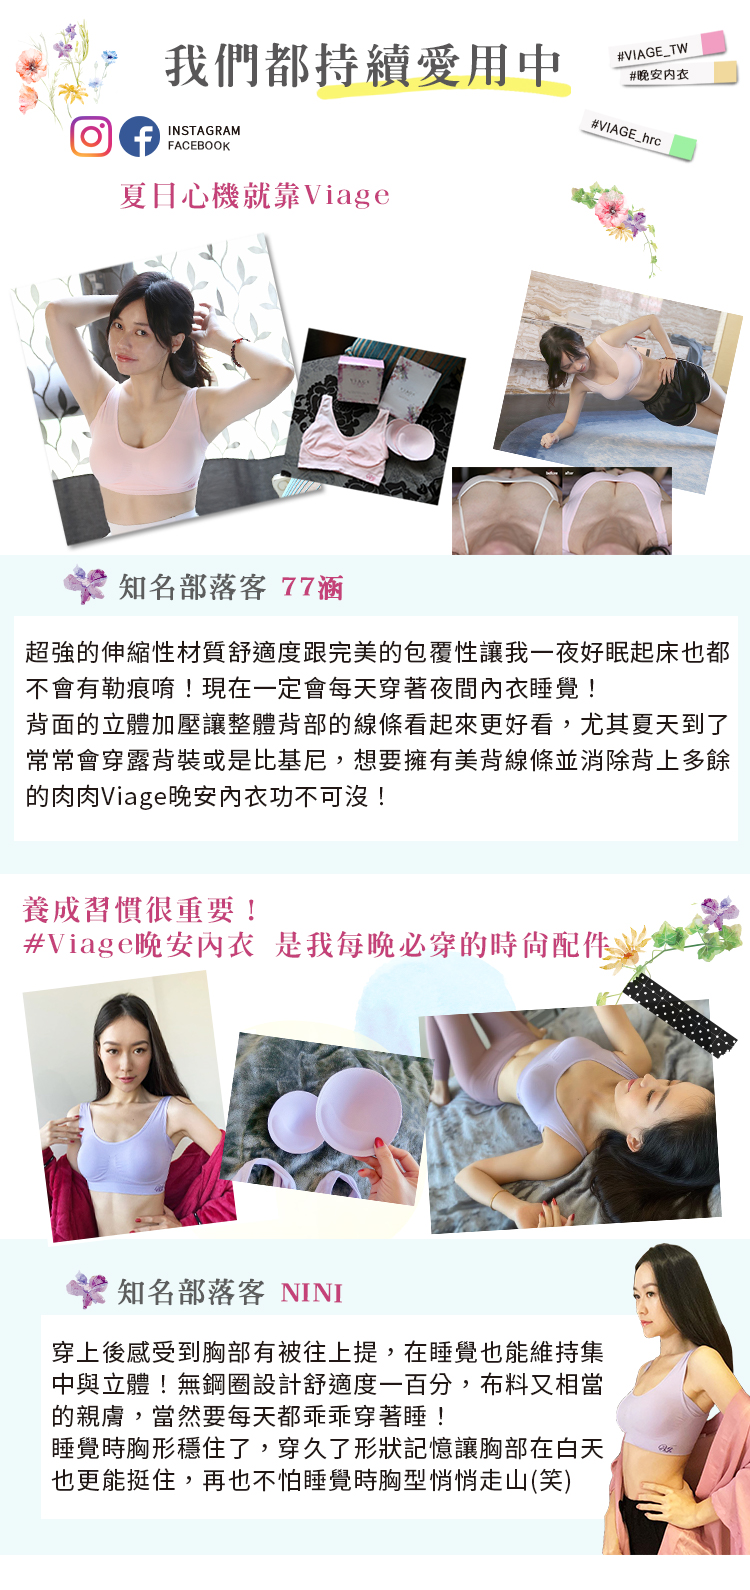 我們都持續愛用中
#VIAGE_TW
#晚安內衣
#VIAGE_hrc
INSTAGRAM
FACEBOOK
夏日心機就靠Viage
VIAGE
before after
知名部落客 77涵
超強的伸縮性材質舒適度跟完美的包覆性讓我一夜好眠起床也都
不會有勒痕唷！現在一定會每天穿著夜間內衣睡覺！
背面的立體加壓讓整體背部的線條看起來更好看，尤其夏天到了
常常會穿露背裝或是比基尼，想要擁有美背線條並消除背上多餘
的肉肉Viage晚安內衣功不可沒！
養成習慣很重要！
#Viage晚安內衣 是我每晚必穿的時尚配件
知名部落客 NINI
穿上後感受到胸部有被往上提，在睡覺也能維持集
中與立體！無鋼圈設計舒適度一百分，布料又相當
的親膚，當然要每天都乖乖穿著睡！
睡覺時胸形穩住了，穿久了形狀記憶讓胸部在白天
也更能挺住，再也不怕睡覺時胸型悄悄走山(笑)